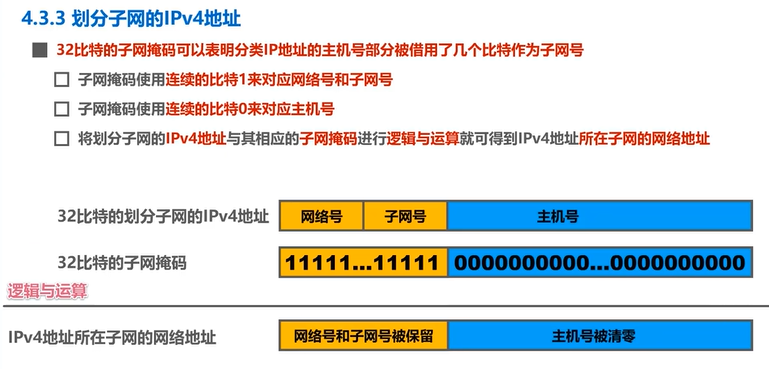 4.3.3 划分子网的IPv4地址
32比特的子网掩码可以表明分类IP地址的主机号部分被借用了几个比特作为子网号
子网掩码使用连续的比特1来对应网络号和子网号
子网掩码使用连续的比特0来对应主机号
将划分子网的IPv4地址与其相应的子网掩码进行逻辑与运算就可得到IPv4地址所在子网的网络地址
32比特的划分子网的IPv4地址 网络号 子网号 主机号
32比特的子网掩码 11111...11111 0000000000...0000000000
逻辑与运算
IPv4地址所在子网的网络地址 网络号和子网号被保留 主机号被清零